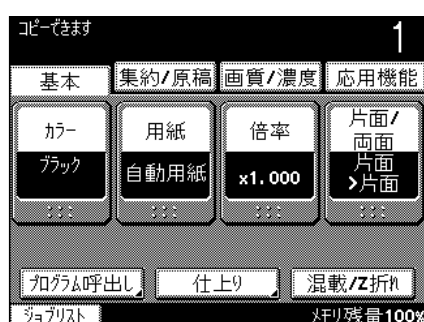 ｺﾋﾟｰできます
1
基本 集約/原稿 画質/濃度 応用機能
ｶﾗｰ 用紙 倍率 片面/両面
ﾌﾞﾗｯｸ 自動用紙 x1.000 片面>片面
ﾌﾟﾛｸﾞﾗﾑ呼出し 仕上り 混載/Z折れ
ｼﾞｮﾌﾞﾘｽﾄ ﾒﾓﾘ残量100%